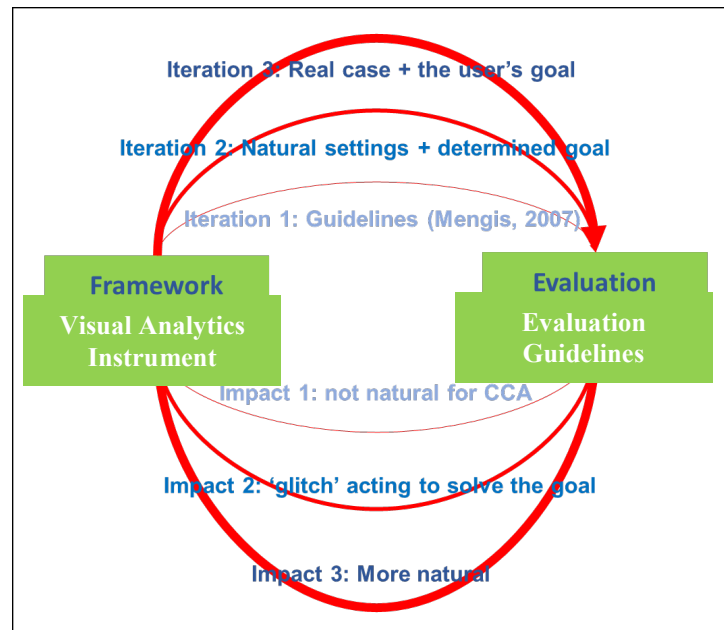 Iteration 3: Real case + the user's goal
Iteration 2: Natural settings + determined goal
Iteration 1: Guidelines (Mengis, 2007)
Framework
Visual Analytics
Instrument
Evaluation
Evaluation
Guidelines
Impact 1: not natural for CCA
Impact 2: ‘glitch’ acting to solve the goal
Impact 3: More natural